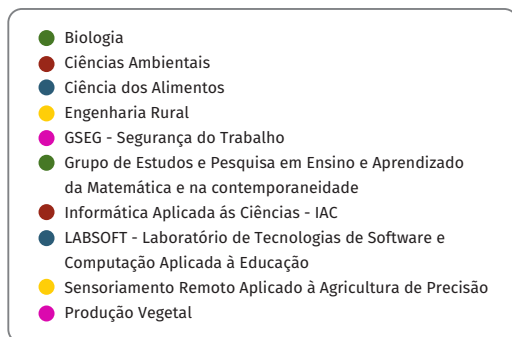 Biologia
Ciências Ambientais
Ciência dos Alimentos
Engenharia Rural
GSEG - Segurança do Trabalho
Grupo de Estudos e Pesquisa em Ensino e Aprendizado
da Matemática e na contemporaneidade
Informática Aplicada ás Ciências - IAC
LABSOFT - Laboratório de Tecnologias de Software e
Computação Aplicada à Educação
Sensoriamento Remoto Aplicado à Agricultura de Precisão
Produção Vegetal